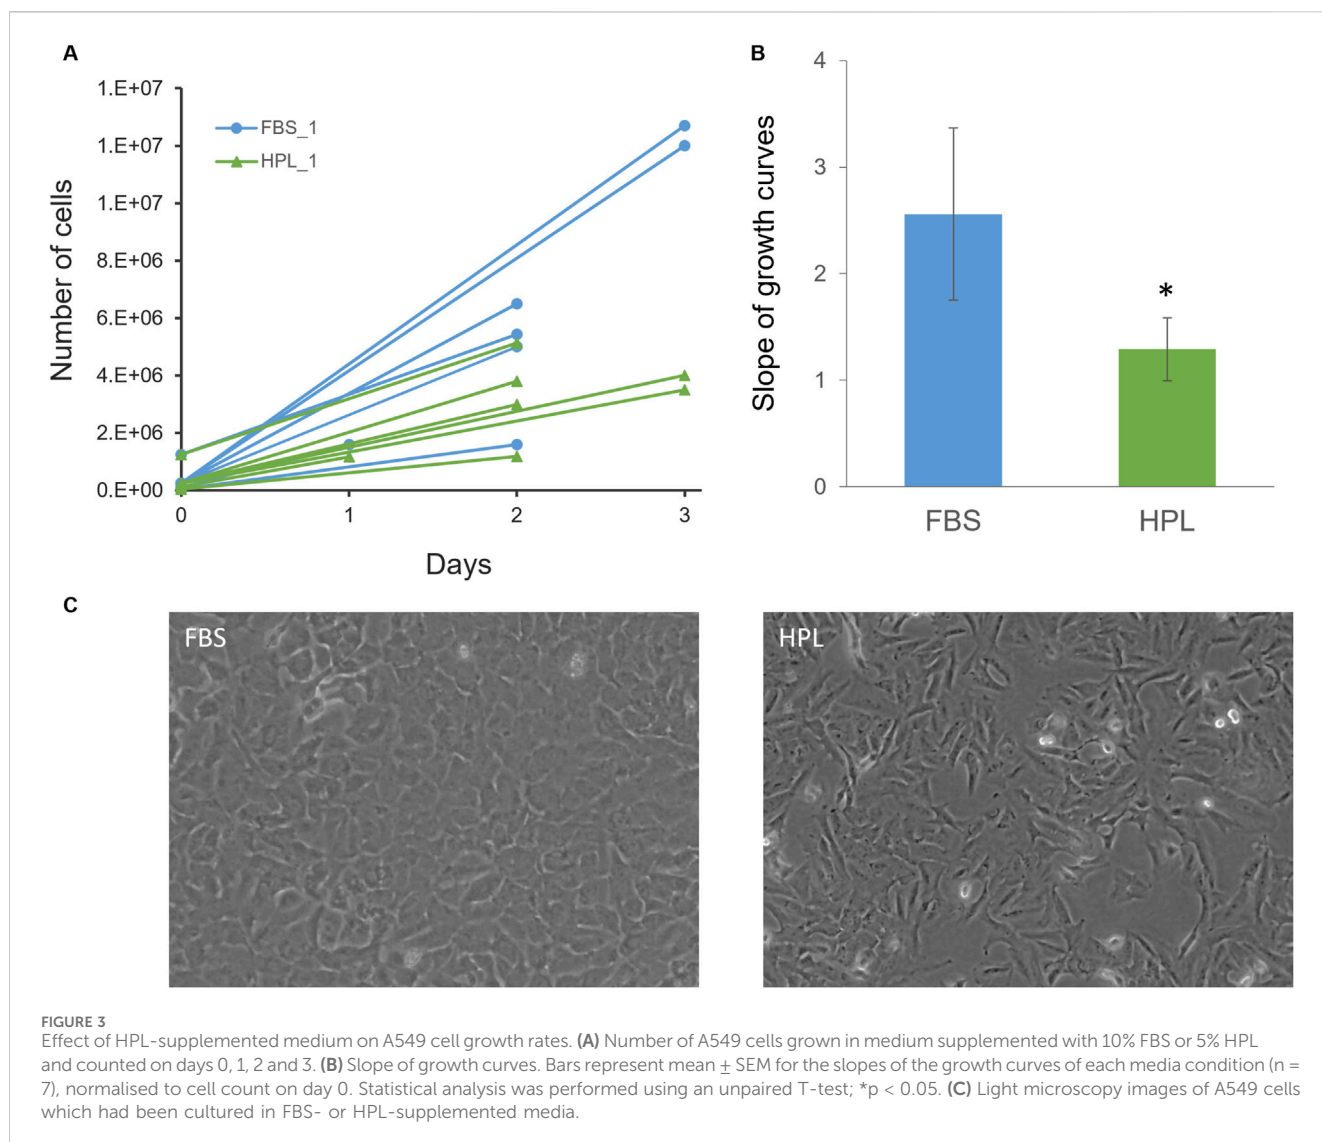 A
1.E+07
1.E+07
1.E+07
8.E+06
6.E+06
4.E+06
2.E+06
0.E+00
Number of cells
FBS_1
HPL_1
0 1 2 3
Days
B
4
3
2
1
0
Slope of growth curves
*
FBS HPL
C
FBS
HPL
FIGURE 3
Effect of HPL-supplemented medium on A549 cell growth rates. (A) Number of A549 cells grown in medium supplemented with 10% FBS or 5% HPL
and counted on days 0, 1, 2 and 3. (B) Slope of growth curves. Bars represent mean ± SEM for the slopes of the growth curves of each media condition (n =
7), normalised to cell count on day 0. Statistical analysis was performed using an unpaired T-test; *p < 0.05. (C) Light microscopy images of A549 cells
which had been cultured in FBS- or HPL-supplemented media.